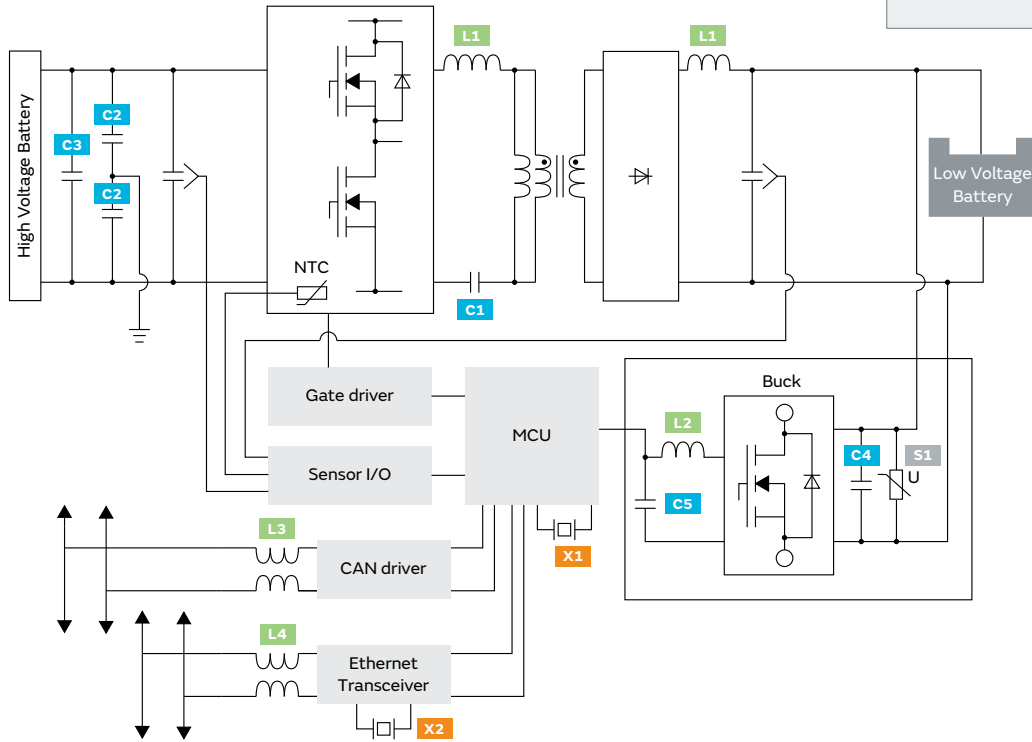 L1
L1
High Voltage Battery
C2
C3
C2
Low Voltage
Battery
NTC
C1
Gate driver
MCU
Buck
L2
C4
S1
U
Sensor I/O
C5
L3
X1
CAN driver
L4
Ethernet
Transceiver
X2